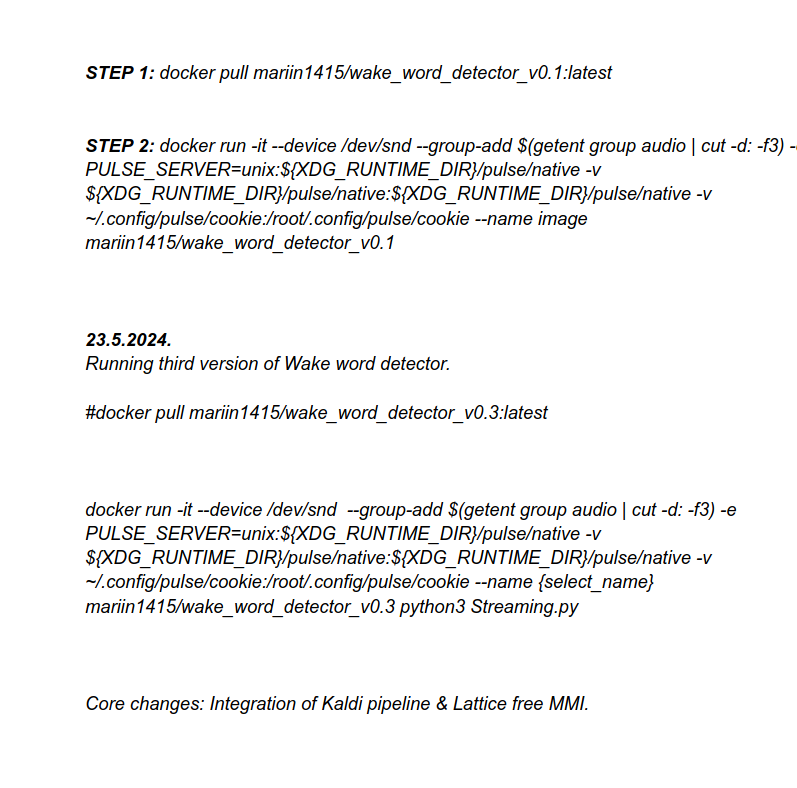 STEP 1: docker pull mariin1415/wake_word_detector_v0.1:latest
STEP 2: docker run -it --device /dev/snd --group-add $(getent group audio | cut -d: -f3) -
PULSE_SERVER=unix:${XDG_RUNTIME_DIR}/pulse/native -v
${XDG_RUNTIME_DIR}/pulse/native:${XDG_RUNTIME_DIR}/pulse/native -v
~/.config/pulse/cookie:/root/.config/pulse/cookie --name image
mariin1415/wake_word_detector_v0.1
23.5.2024.
Running third version of Wake word detector.
#docker pull mariin1415/wake_word_detector_v0.3:latest
docker run -it --device /dev/snd  --group-add $(getent group audio | cut -d: -f3) -e
PULSE_SERVER=unix:${XDG_RUNTIME_DIR}/pulse/native -v
${XDG_RUNTIME_DIR}/pulse/native:${XDG_RUNTIME_DIR}/pulse/native -v
~/.config/pulse/cookie:/root/.config/pulse/cookie --name {select_name}
mariin1415/wake_word_detector_v0.3 python3 Streaming.py
Core changes: Integration of Kaldi pipeline & Lattice free MMI.